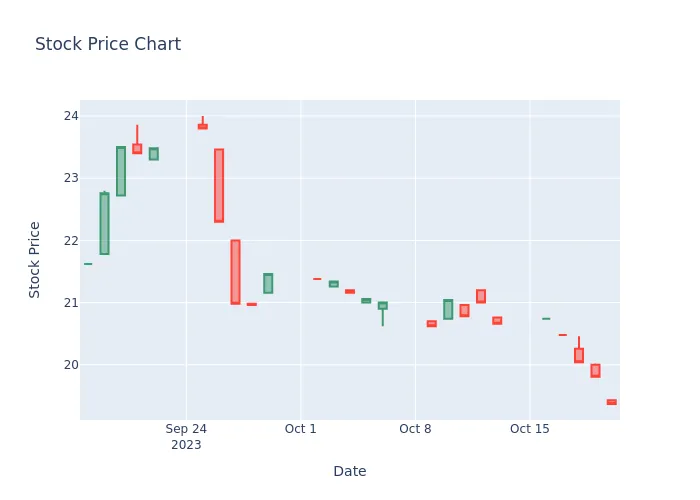 Stock Price Chart
Stock Price
24
23
22
21
20
Sep 24
2023
Oct 1
Oct 8
Oct 15
Date